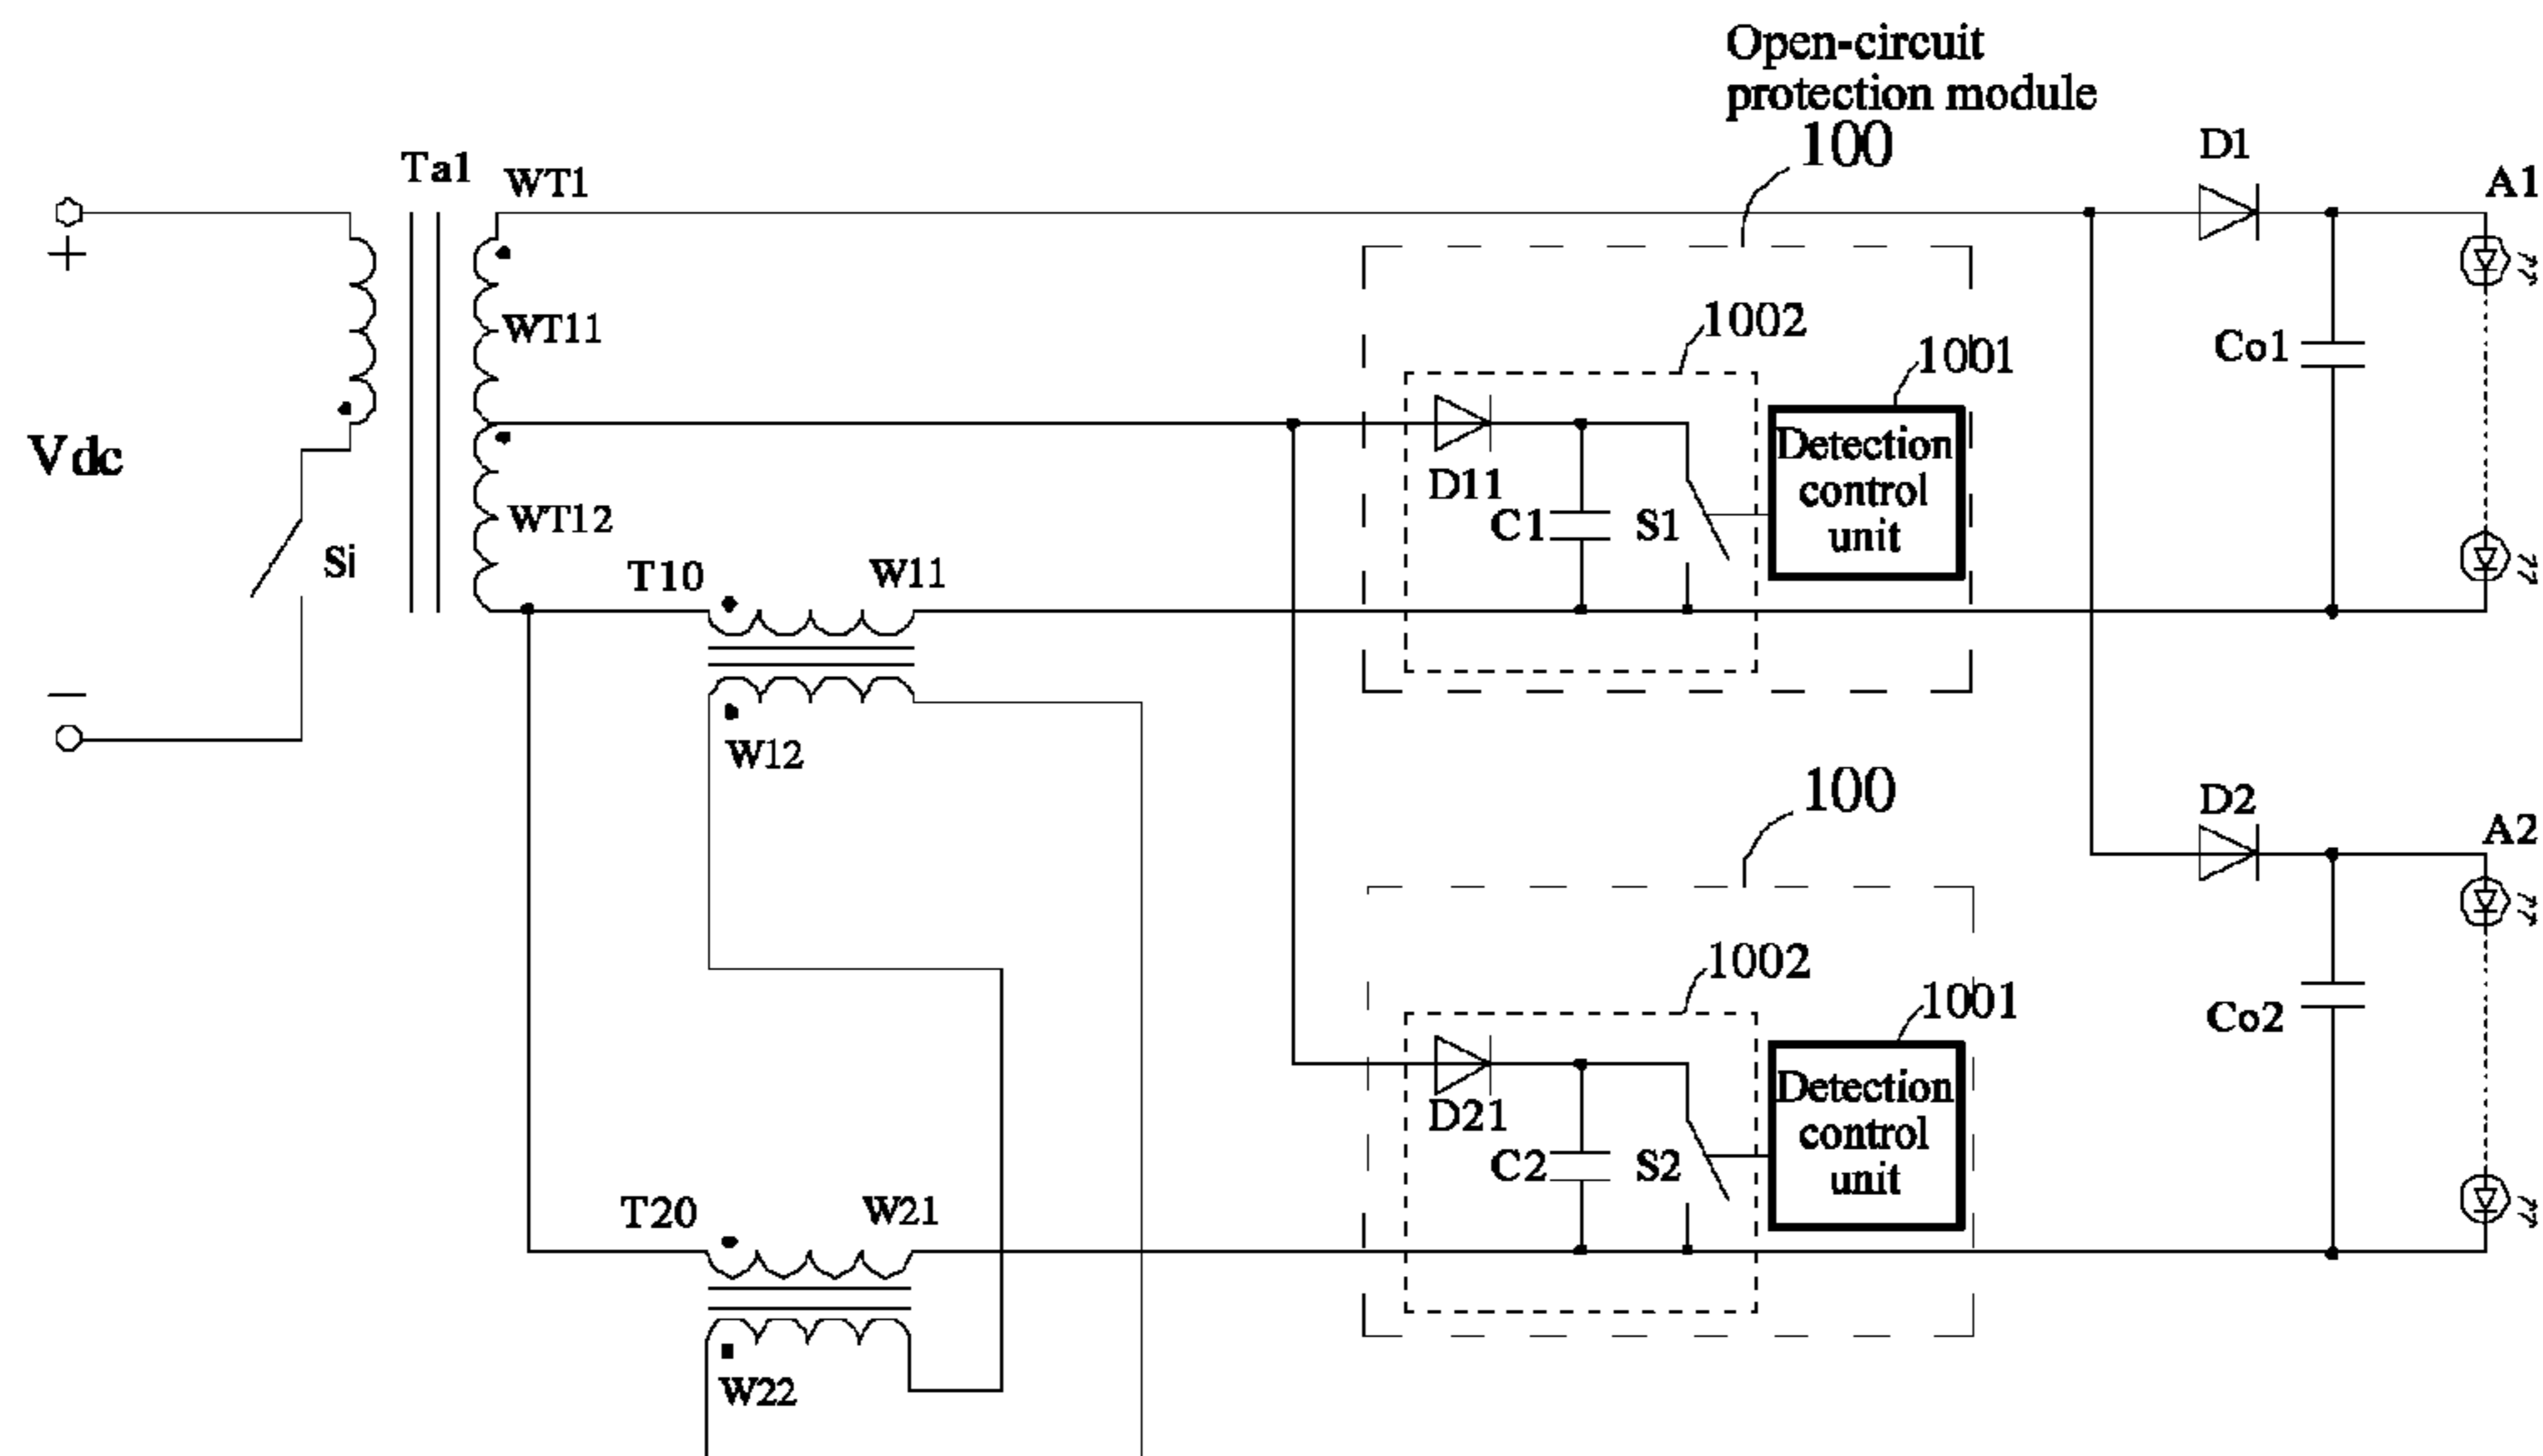 Open-circuit
protection module
100
D1
A1
Ta1
WT1
+
1002
WT11
1001
Co1
Vdc
Detection
control
unit
D11
C1
S1
WT12
Si
T10
W11
−
W12
100
D2
A2
1002
1001
Co2
Detection
control
unit
D21
C2
S2
T20
W21
W22